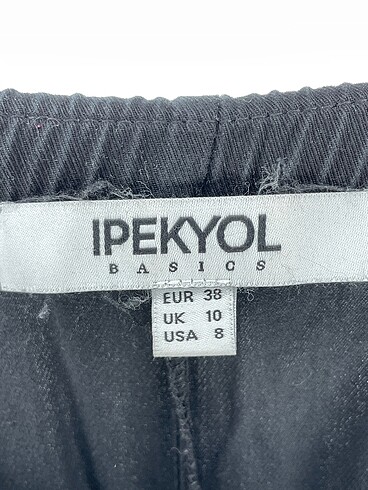 IPEKYOL
BASICS
EUR 38
UK 10
USA 8